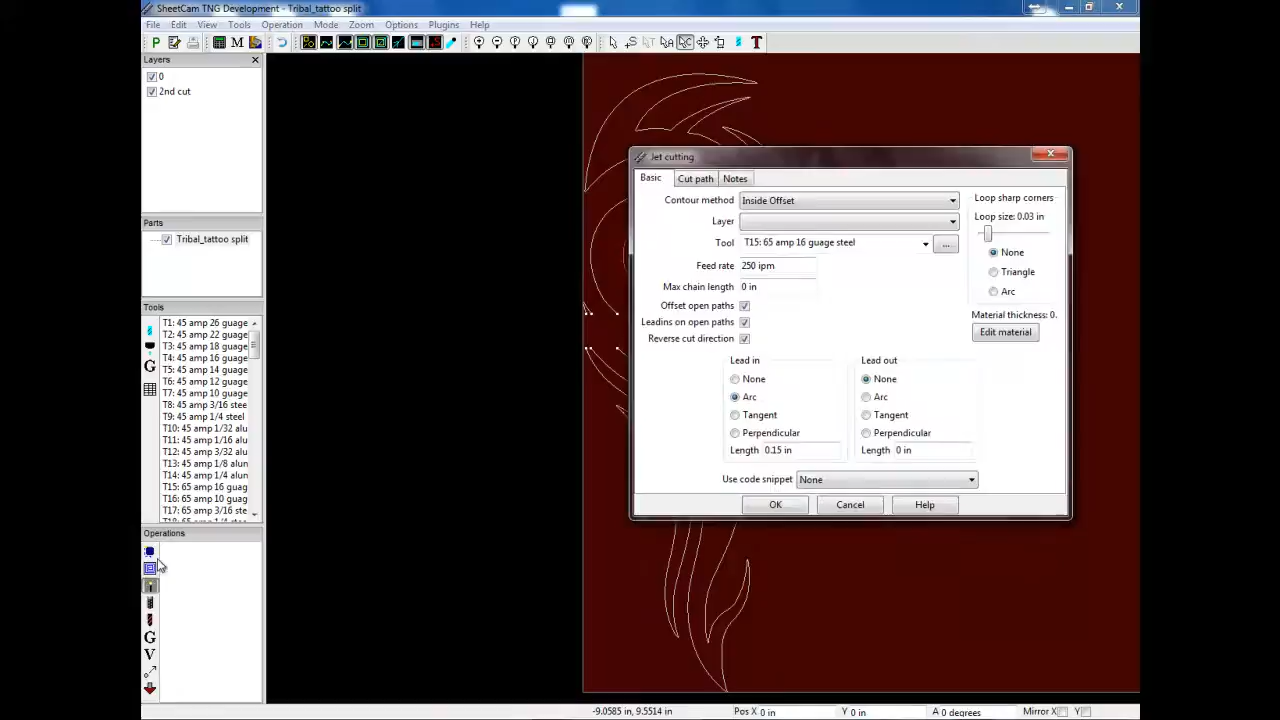 SheetCam TNG Development - Tribal_tattoo split
File Edit View Tools Operation Mode Zoom Options Plugins Help
P M T
Layers
0
2nd cut
Parts
Tribal_tattoo split
Tools
T1: 45 amp 26 guage
T2: 45 amp 22 guage
T3: 45 amp 18 guage
T4: 45 amp 16 guage
T5: 45 amp 14 guage
T6: 45 amp 12 guage
T7: 45 amp 10 guage
T8: 45 amp 3/16 stee
T9: 45 amp 1/4 steel
T10: 45 amp 1/32 alu
T11: 45 amp 1/16 alu
T12: 45 amp 3/32 alu
T13: 45 amp 1/8 alun
T14: 45 amp 1/4 alun
T15: 65 amp 16 guag
T16: 65 amp 10 guag
T17: 65 amp 3/16 ste
T18: 65 amp 1/4 stee
G
Operations
G
V
Jet cutting
Basic Cut path Notes
Contour method Inside Offset
Layer
Tool T15: 65 amp 16 guage steel ...
Feed rate 250 ipm
Max chain length 0 in
Offset open paths
Leadins on open paths
Reverse cut direction
Loop sharp corners
Loop size: 0.03 in
None
Triangle
Arc
Material thickness: 0.
Edit material
Lead in
None
Arc
Tangent
Perpendicular
Length 0.15 in
Lead out
None
Arc
Tangent
Perpendicular
Length 0 in
Use code snippet None
OK Cancel Help
-9.0585 in, 9.5514 in Pos X 0 in Y 0 in A 0 degrees Mirror X Y